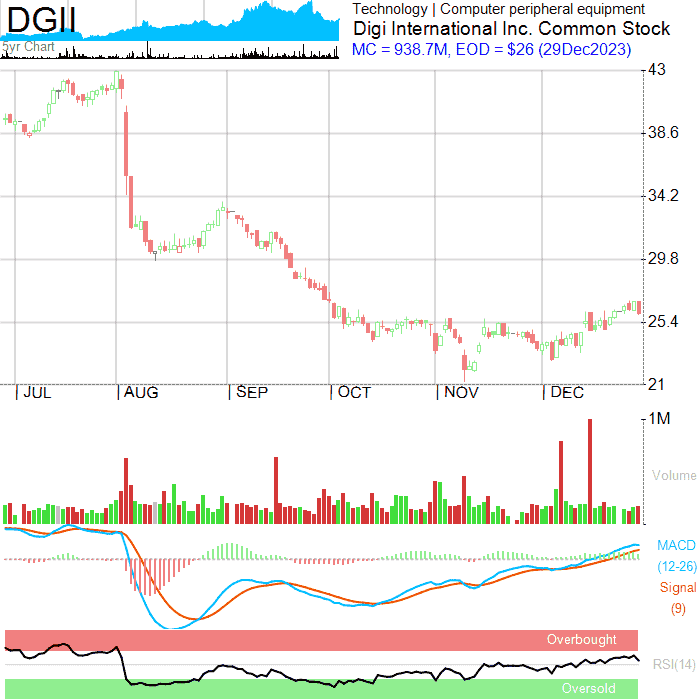 DGII
5yr Chart
Technology | Computer peripheral equipment
Digi International Inc. Common Stock
MC = 938.7M, EOD = $26 (29Dec2023)
43
38.6
34.2
29.8
25.4
21
JUL AUG SEP OCT NOV DEC
1M
Volume
MACD
(12-26)
Signal
(9)
Overbought
RSI(14)
Oversold